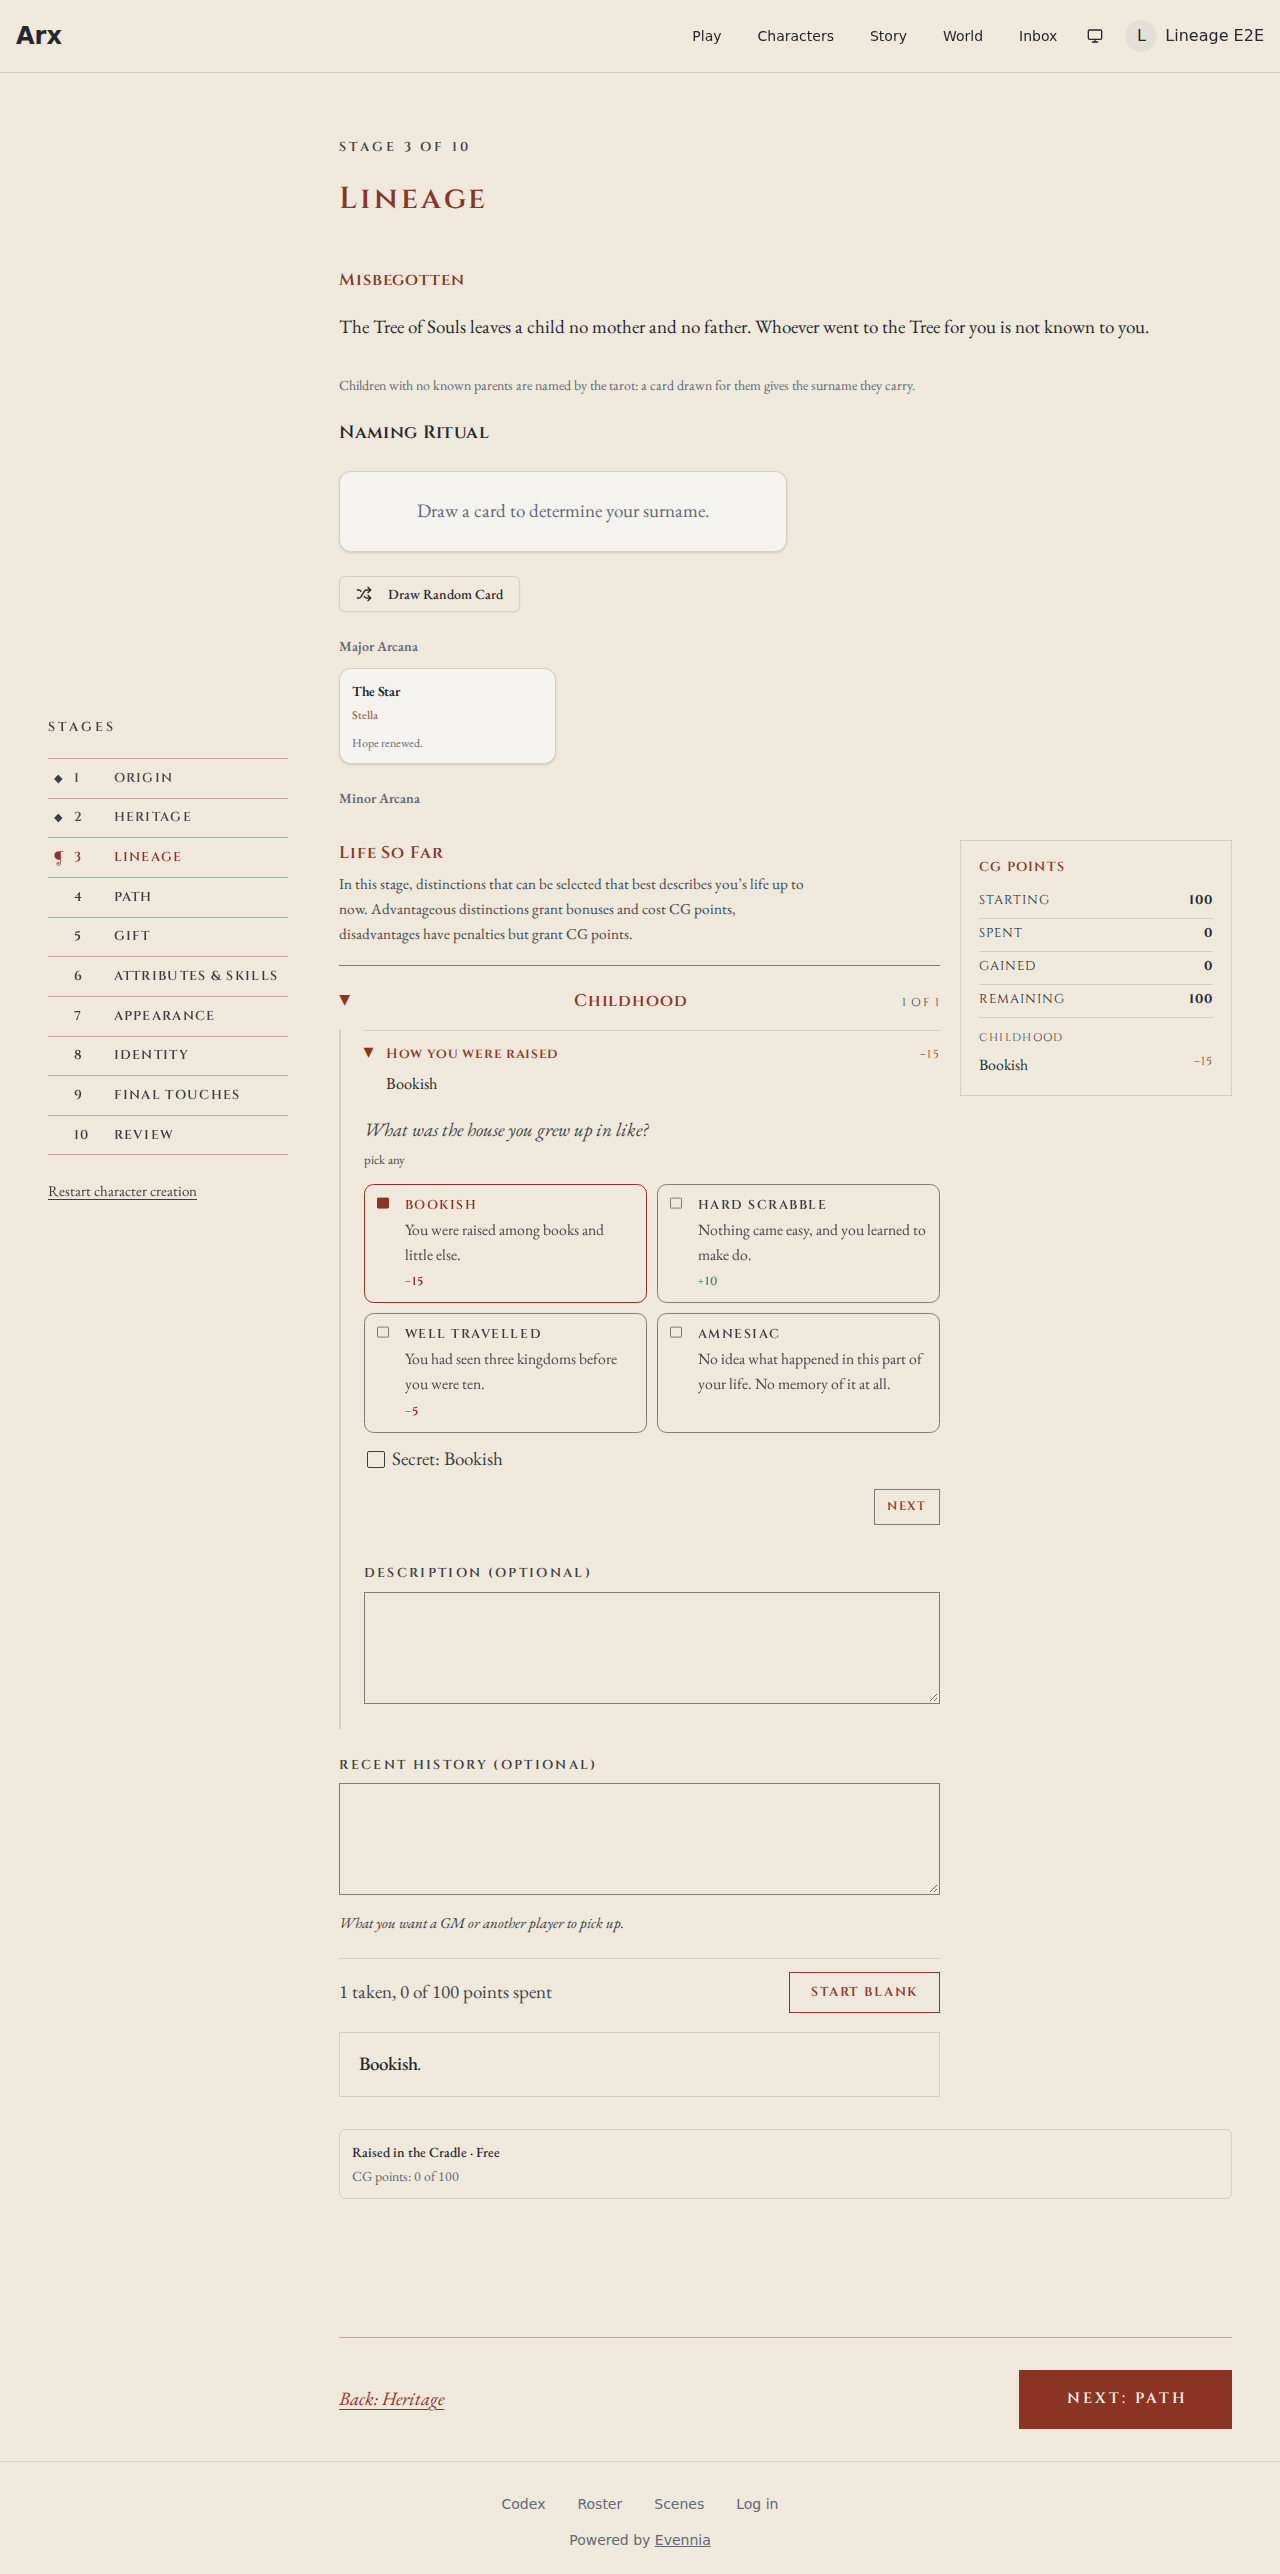 Arx
Play
Characters
Story
World
Inbox
L
Lineage E2E
STAGE 3 OF 10
LINEAGE
MISBEGOTTEN
The Tree of Souls leaves a child no mother and no father. Whoever went to the Tree for you is not known to you.
Children with no known parents are named by the tarot: a card drawn for them gives the surname they carry.
NAMING RITUAL
Draw a card to determine your surname.
Draw Random Card
Major Arcana
The Star
Stella
Hope renewed.
Minor Arcana
STAGES
◆ 1 ORIGIN
◆ 2 HERITAGE
¶ 3 LINEAGE
4 PATH
5 GIFT
6 ATTRIBUTES & SKILLS
7 APPEARANCE
8 IDENTITY
9 FINAL TOUCHES
10 REVIEW
Restart character creation
LIFE SO FAR
In this stage, distinctions that can be selected that best describes you’s life up to
now. Advantageous distinctions grant bonuses and cost CG points,
disadvantages have penalties but grant CG points.
▼ CHILDHOOD 1 OF 1
▼ HOW YOU WERE RAISED −15
Bookish
What was the house you grew up in like?
pick any
BOOKISH
You were raised among books and
little else.
−15
HARD SCRABBLE
Nothing came easy, and you learned to
make do.
+10
WELL TRAVELLED
You had seen three kingdoms before
you were ten.
−5
AMNESIAC
No idea what happened in this part of
your life. No memory of it at all.
Secret: Bookish
NEXT
DESCRIPTION (OPTIONAL)
RECENT HISTORY (OPTIONAL)
What you want a GM or another player to pick up.
1 taken, 0 of 100 points spent
START BLANK
Bookish.
CG POINTS
STARTING 100
SPENT 0
GAINED 0
REMAINING 100
CHILDHOOD
Bookish −15
Raised in the Cradle · Free
CG points: 0 of 100
Back: Heritage
NEXT: PATH
Codex
Roster
Scenes
Log in
Powered by Evennia